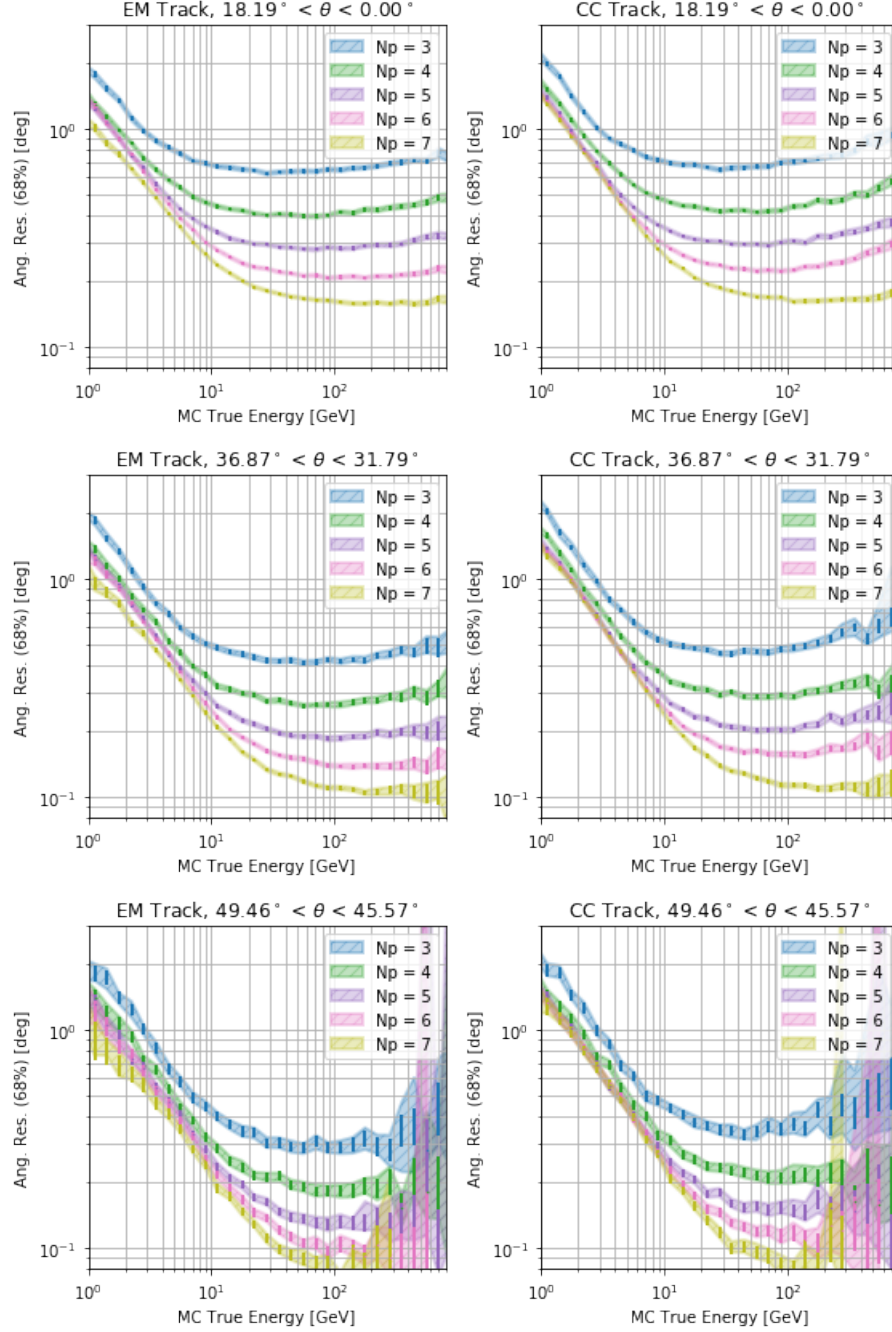 EM Track, 18.19° < θ < 0.00°
Ang. Res. (68%) [deg]
10⁰
10⁻¹
Np = 3
Np = 4
Np = 5
Np = 6
Np = 7
10⁰ 10¹ 10²
MC True Energy [GeV]
CC Track, 18.19° < θ < 0.00°
Ang. Res. (68%) [deg]
10⁰
10⁻¹
Np = 3
Np = 4
Np = 5
Np = 6
Np = 7
10⁰ 10¹ 10²
MC True Energy [GeV]
EM Track, 36.87° < θ < 31.79°
Ang. Res. (68%) [deg]
10⁰
10⁻¹
Np = 3
Np = 4
Np = 5
Np = 6
Np = 7
10⁰ 10¹ 10²
MC True Energy [GeV]
CC Track, 36.87° < θ < 31.79°
Ang. Res. (68%) [deg]
10⁰
10⁻¹
Np = 3
Np = 4
Np = 5
Np = 6
Np = 7
10⁰ 10¹ 10²
MC True Energy [GeV]
EM Track, 49.46° < θ < 45.57°
Ang. Res. (68%) [deg]
10⁰
10⁻¹
Np = 3
Np = 4
Np = 5
Np = 6
Np = 7
10⁰ 10¹ 10²
MC True Energy [GeV]
CC Track, 49.46° < θ < 45.57°
Ang. Res. (68%) [deg]
10⁰
10⁻¹
Np = 3
Np = 4
Np = 5
Np = 6
Np = 7
10⁰ 10¹ 10²
MC True Energy [GeV]